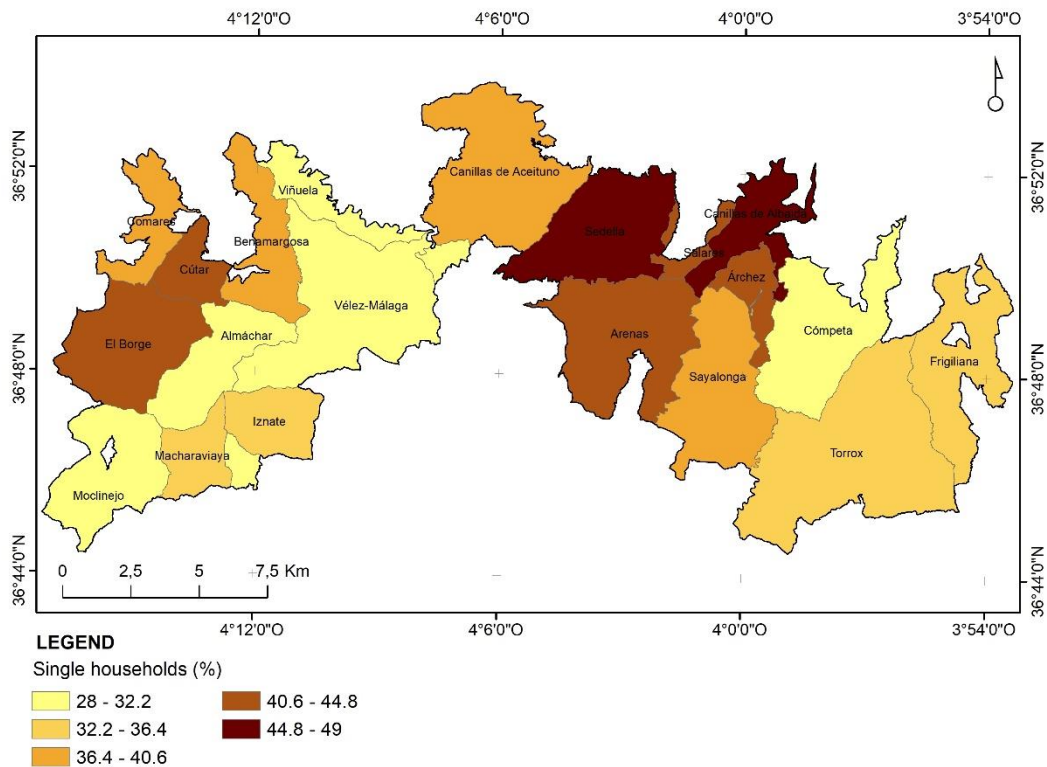 4°12'0"O 4°6'0"O 4°0'0"O 3°54'0"O
36°52'0"N
36°52'0"N
Canillas de Aceituno
Viñuela
Comares
Canillas de Albaida
Sedella
Benamargosa
Salares
Cútar
Árchez
Vélez-Málaga
Almáchar
Arenas
Cómpeta
El Borge
Frigiliana
36°48'0"N
36°48'0"N
Sayalonga
Iznate
Macharaviaya
Torrox
Moclinejo
36°44'0"N
36°44'0"N
0 2,5 5 7,5 Km
4°12'0"O 4°6'0"O 4°0'0"O 3°54'0"O
LEGEND
Single households (%)
28 - 32.2
32.2 - 36.4
36.4 - 40.6
40.6 - 44.8
44.8 - 49